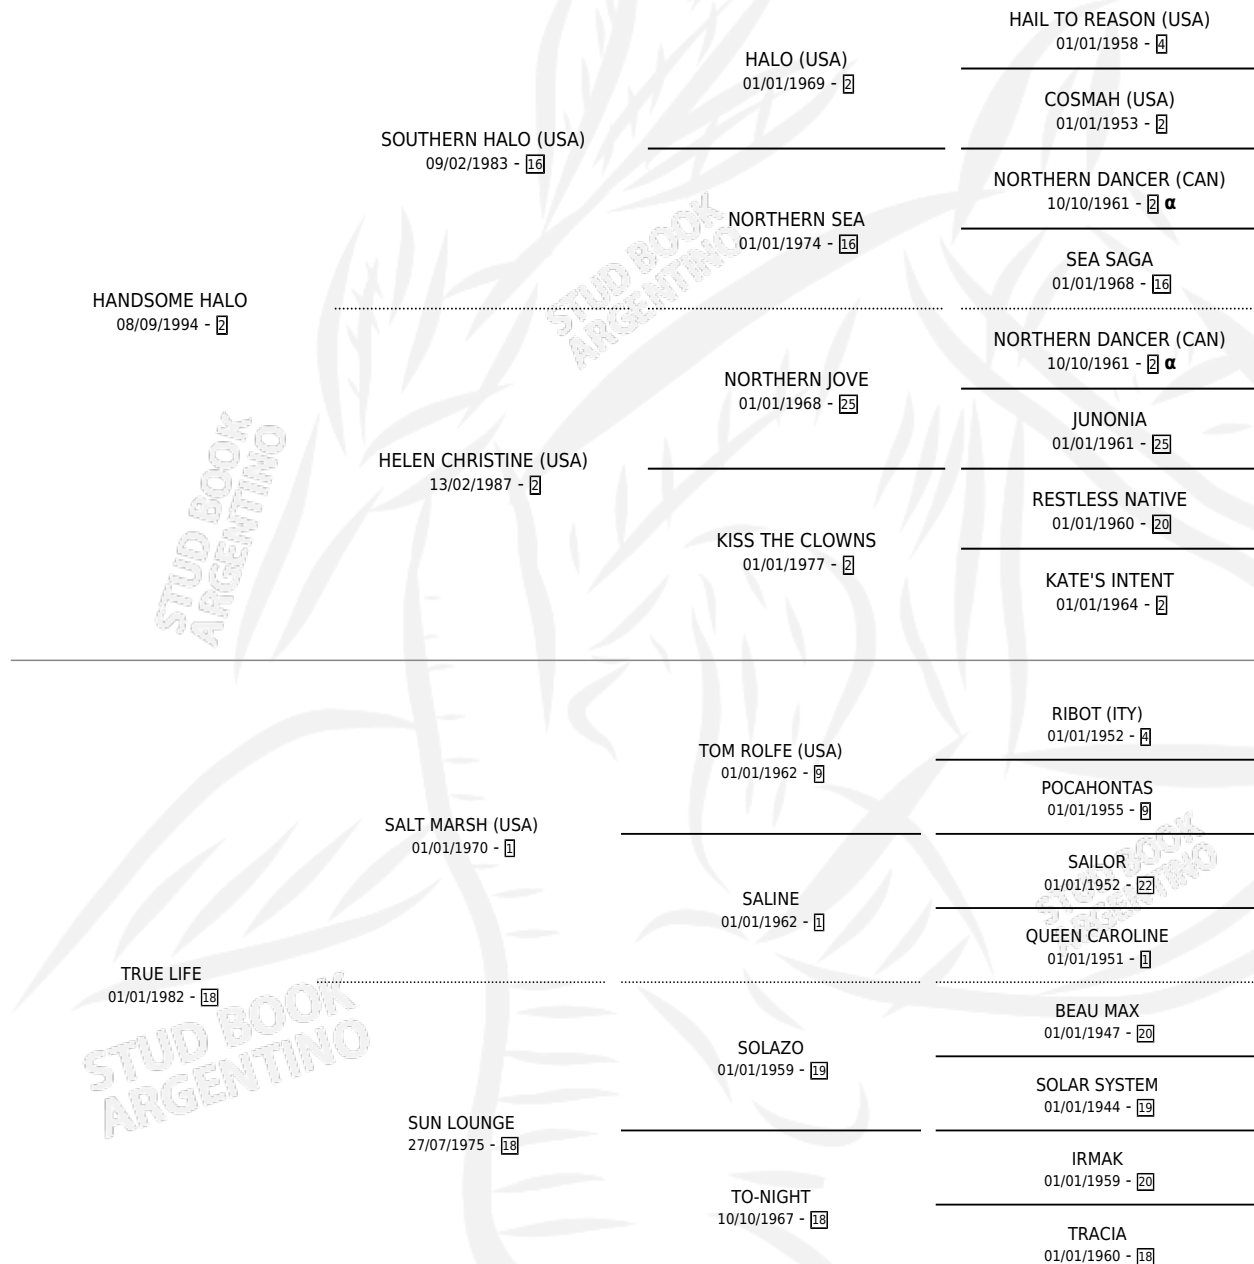 HAIL TO REASON (USA)
01/01/1958 - 4
HALO (USA)
01/01/1969 - 2
COSMAH (USA)
01/01/1953 - 2
SOUTHERN HALO (USA)
09/02/1983 - 16
NORTHERN DANCER (CAN)
10/10/1961 - 2 α
NORTHERN SEA
01/01/1974 - 16
SEA SAGA
01/01/1968 - 16
STUD BOOK
ARGENTINO
HANDSOME HALO
08/09/1994 - 2
NORTHERN DANCER (CAN)
10/10/1961 - 2 α
NORTHERN JOVE
01/01/1968 - 25
JUNONIA
01/01/1961 - 25
HELEN CHRISTINE (USA)
13/02/1987 - 2
RESTLESS NATIVE
01/01/1960 - 20
KISS THE CLOWNS
01/01/1977 - 2
KATE'S INTENT
01/01/1964 - 2
STUD BOOK
ARGENTINO
RIBOT (ITY)
01/01/1952 - 4
TOM ROLFE (USA)
01/01/1962 - 9
POCAHONTAS
01/01/1955 - 9
SALT MARSH (USA)
01/01/1970 - 1
SAILOR
01/01/1952 - 22
SALINE
01/01/1962 - 1
QUEEN CAROLINE
01/01/1951 - 1
STUD BOOK
ARGENTINO
TRUE LIFE
01/01/1982 - 18
BEAU MAX
01/01/1947 - 20
SOLAZO
01/01/1959 - 19
SOLAR SYSTEM
01/01/1944 - 19
STUD BOOK
ARGENTINO
SUN LOUNGE
27/07/1975 - 18
IRMAK
01/01/1959 - 20
TO-NIGHT
10/10/1967 - 18
TRACIA
01/01/1960 - 18